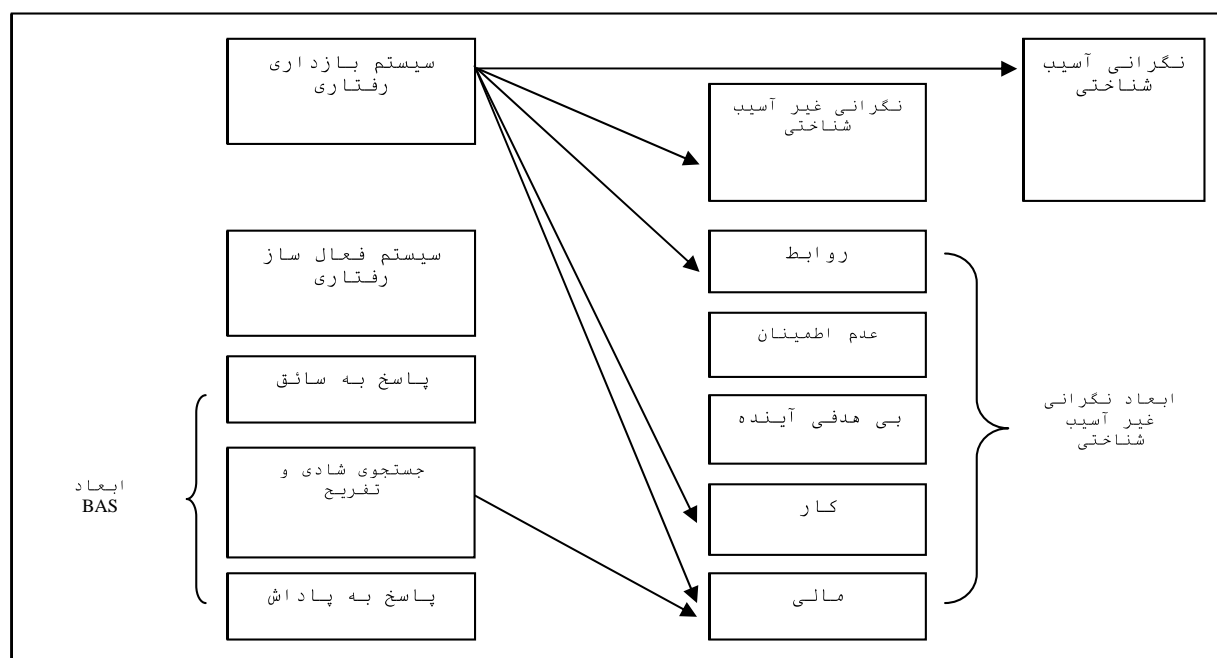 سیستم بازداری
رفتاری
نگرانی آسیب
شناختی
نگرانی غیر آسیب
شناختی
سیستم فعال ساز
رفتاری
روابط
عدم اطمینان
پاسخ به سائق
بی هدفی آینده
ابعاد نگرانی
غیر آسیب
شناختی
جستجوی شادی و
تفریح
ابعاد
BAS
کار
پاسخ به پاداش
مالی